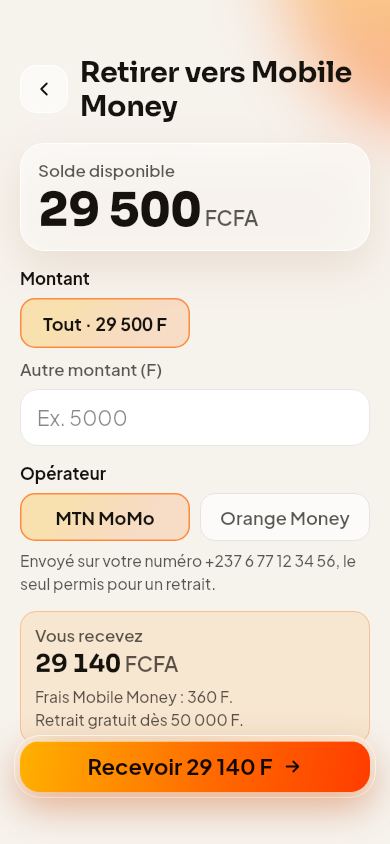 Retirer vers Mobile
Money
Solde disponible
29 500 FCFA
Montant
Tout · 29 500 F
Autre montant (F)
Ex. 5000
Opérateur
MTN MoMo
Orange Money
Envoyé sur votre numéro +237 6 77 12 34 56, le
seul permis pour un retrait.
Vous recevez
29 140 FCFA
Frais Mobile Money : 360 F.
Retrait gratuit dès 50 000 F.
Recevoir 29 140 F →